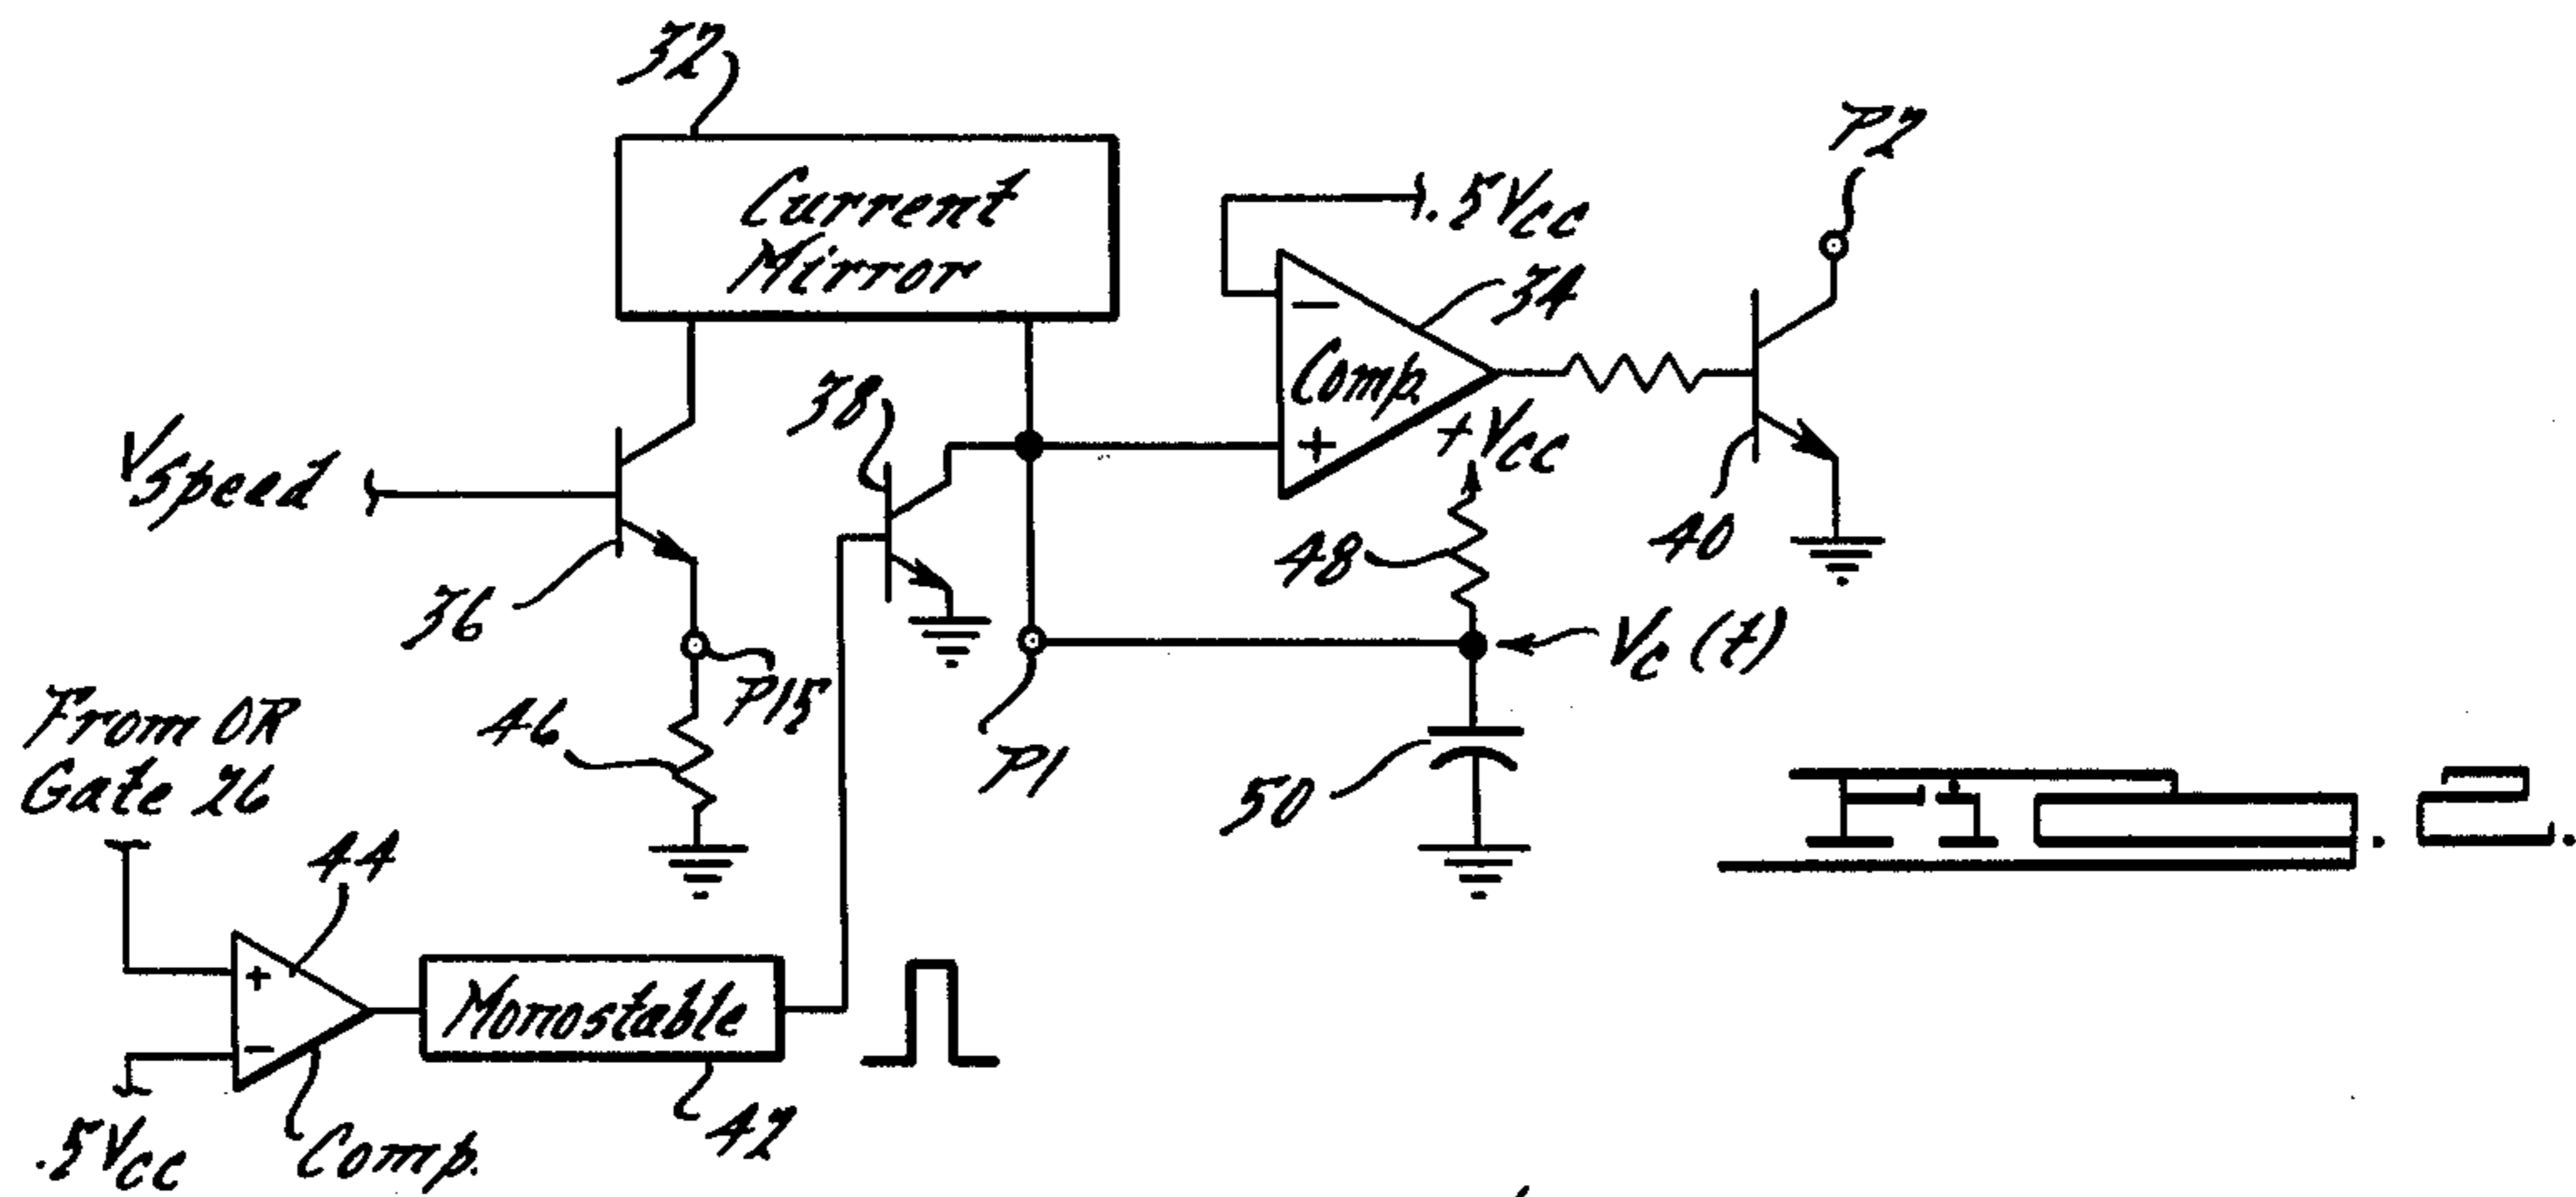 32
Current
Mirror
P2
.5Vcc
-
34
Comp.
+
+Vcc
38
Vspeed
36
48
40
Vc (t)
P15
46
P1
50
From OR
Gate 26
44
+
-
Monostable
42
.5Vcc
Comp.
Fig. 2.